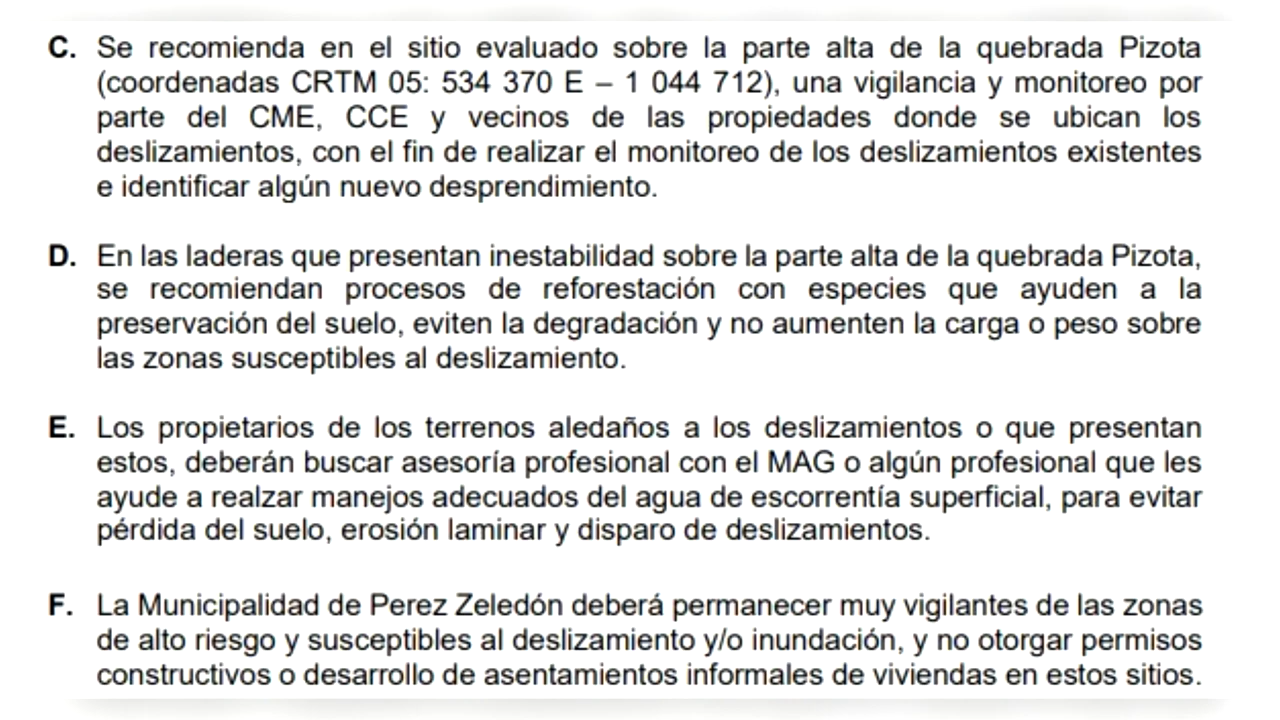 C. Se recomienda en el sitio evaluado sobre la parte alta de la quebrada Pizota
(coordenadas CRTM 05: 534 370 E – 1 044 712), una vigilancia y monitoreo por
parte del CME, CCE y vecinos de las propiedades donde se ubican los
deslizamientos, con el fin de realizar el monitoreo de los deslizamientos existentes
e identificar algún nuevo desprendimiento.
D. En las laderas que presentan inestabilidad sobre la parte alta de la quebrada Pizota,
se recomiendan procesos de reforestación con especies que ayuden a la
preservación del suelo, eviten la degradación y no aumenten la carga o peso sobre
las zonas susceptibles al deslizamiento.
E. Los propietarios de los terrenos aledaños a los deslizamientos o que presentan
estos, deberán buscar asesoría profesional con el MAG o algún profesional que les
ayude a realzar manejos adecuados del agua de escorrentía superficial, para evitar
pérdida del suelo, erosión laminar y disparo de deslizamientos.
F. La Municipalidad de Perez Zeledón deberá permanecer muy vigilantes de las zonas
de alto riesgo y susceptibles al deslizamiento y/o inundación, y no otorgar permisos
constructivos o desarrollo de asentamientos informales de viviendas en estos sitios.